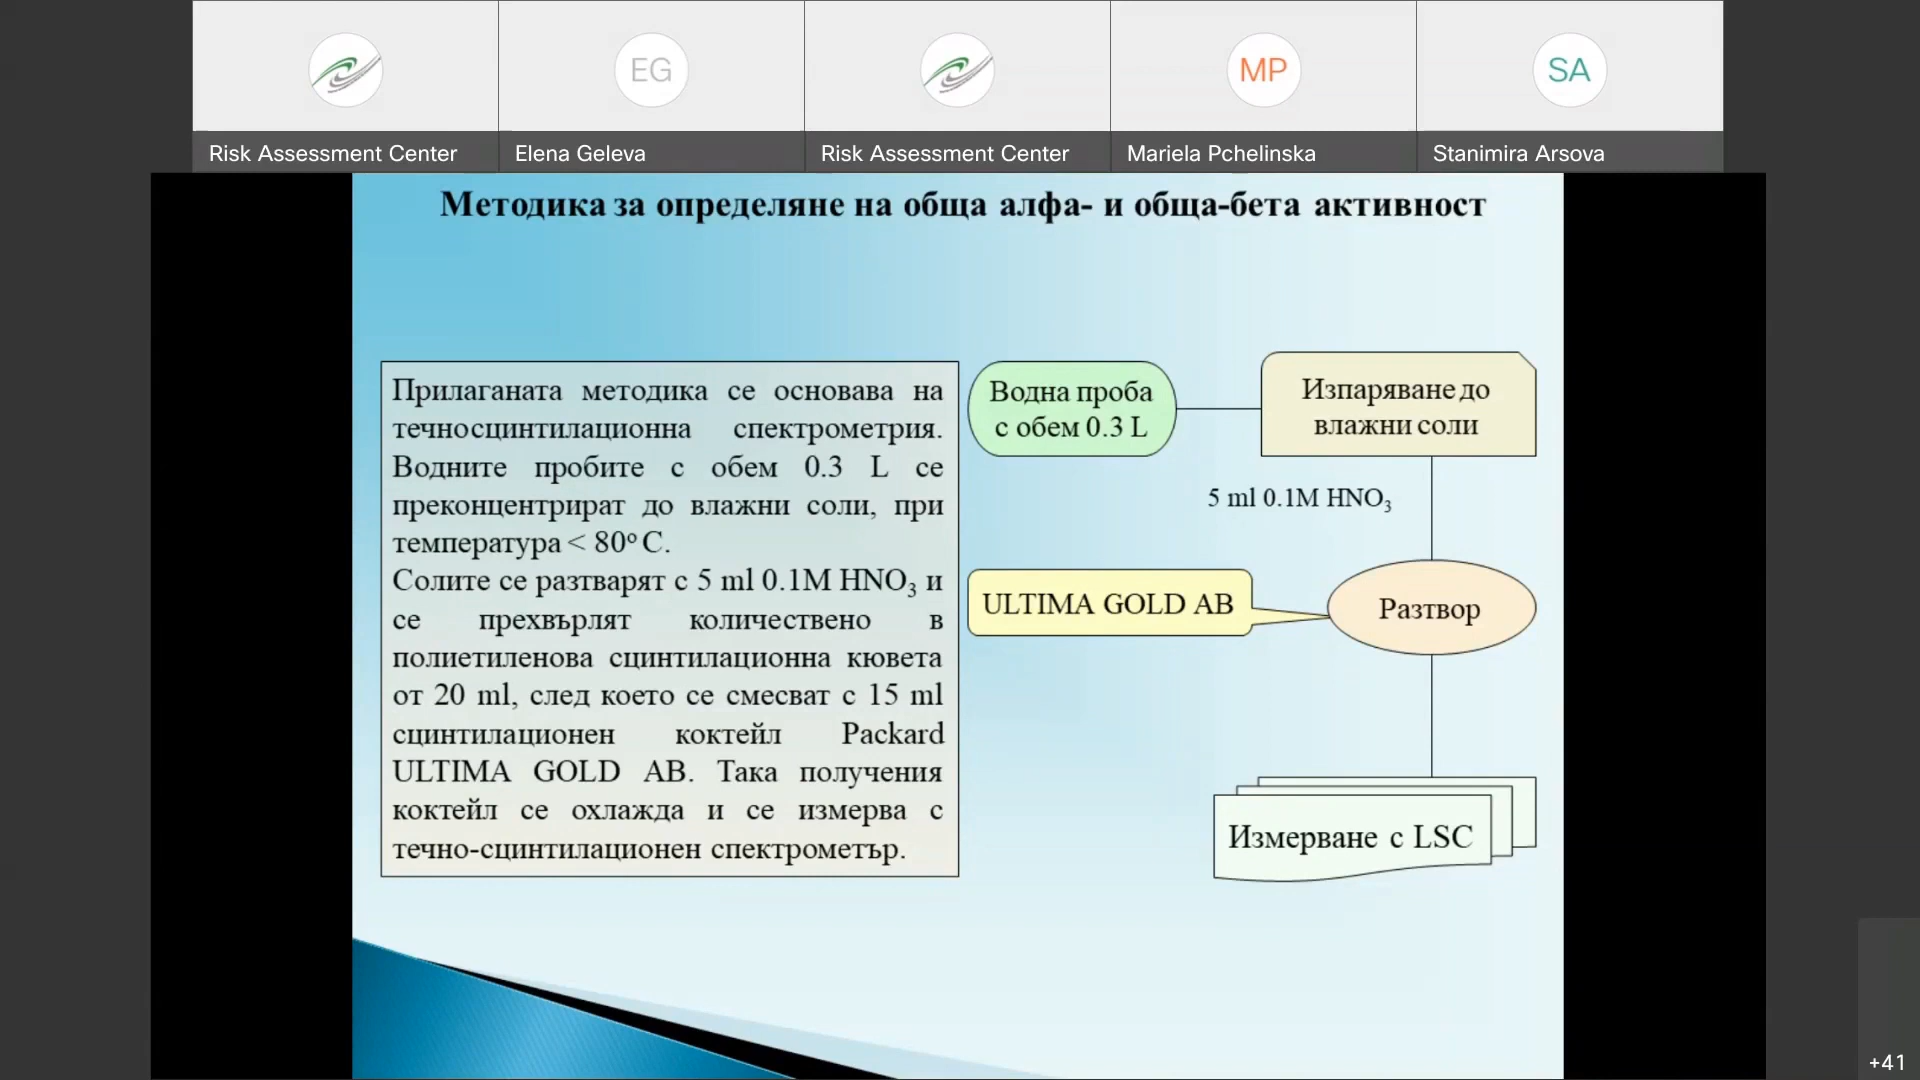 EG
MP
SA
Risk Assessment Center
Elena Geleva
Risk Assessment Center
Mariela Pchelinska
Stanimira Arsova
Методика за определяне на обща алфа- и обща-бета активност
Прилаганата методика се основава на
течносцинтилационна спектрометрия.
Водните пробите с обем 0.3 L се
преконцентрират до влажни соли, при
температура < 80º C.
Солите се разтварят с 5 ml 0.1M HNO₃ и
се прехвърлят количествено в
полиетиленова сцинтилационна кювета
от 20 ml, след което се смесват с 15 ml
сцинтилационен коктейл Packard
ULTIMA GOLD AB. Така получения
коктейл се охлажда и се измерва с
течно-сцинтилационен спектрометър.
Водна проба
с обем 0.3 L
Изпаряване до
влажни соли
5 ml 0.1M HNO₃
ULTIMA GOLD AB
Разтвор
Измерване с LSC
+41